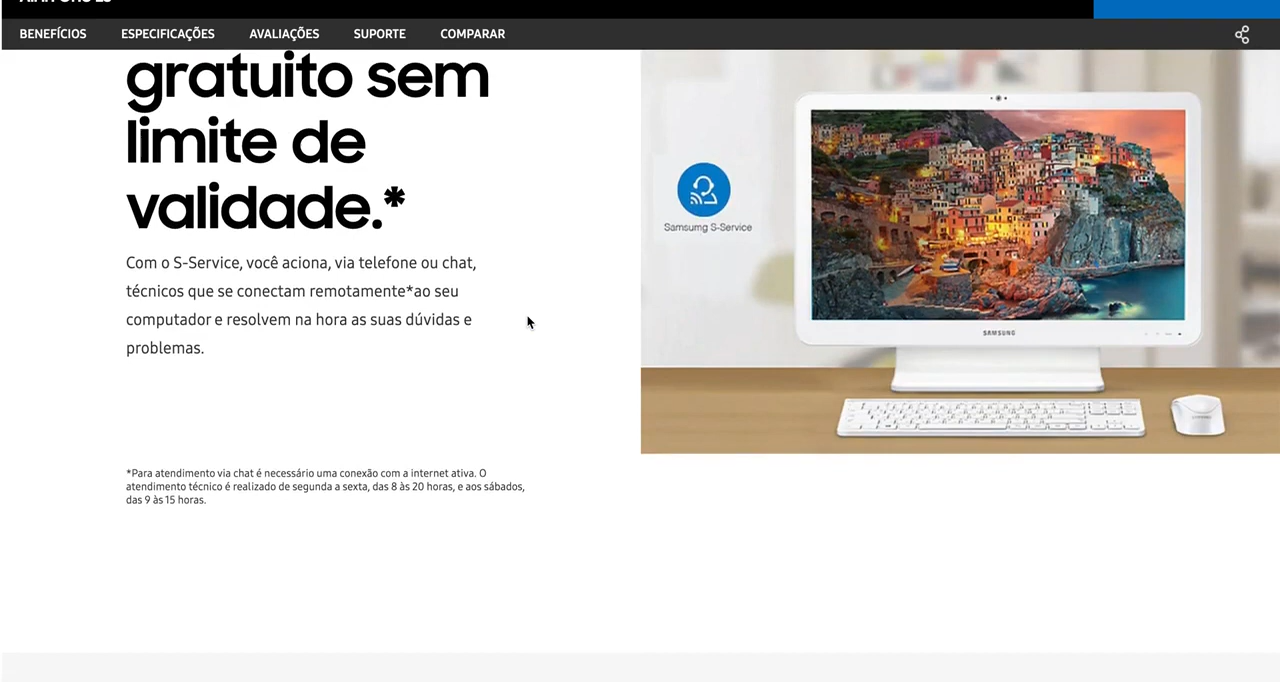 BENEFÍCIOS ESPECIFICAÇÕES AVALIAÇÕES SUPORTE COMPARAR
gratuito sem
limite de
validade.*
Com o S-Service, você aciona, via telefone ou chat,
técnicos que se conectam remotamente*ao seu
computador e resolvem na hora as suas dúvidas e
problemas.
*Para atendimento via chat é necessário uma conexão com a internet ativa. O
atendimento técnico é realizado de segunda a sexta, das 8 às 20 horas, e aos sábados,
das 9 às 15 horas.
Samsumg S-Service
SAMSUNG